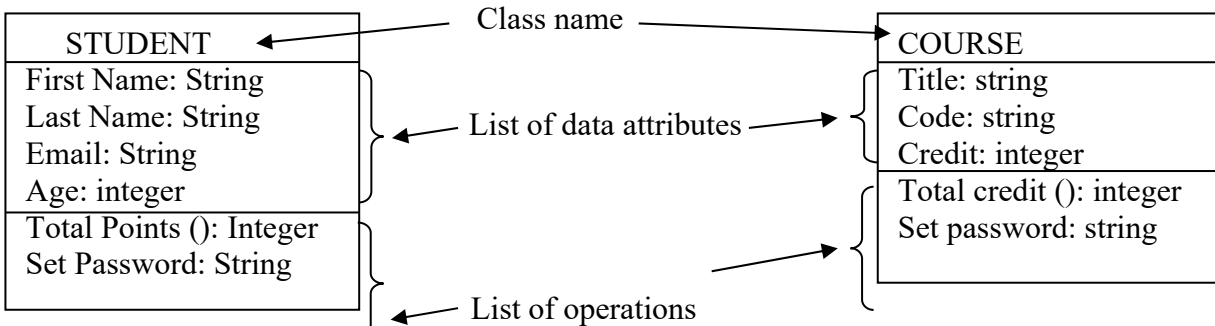 Class name
STUDENT
First Name: String
Last Name: String
Email: String
Age: integer
Total Points (): Integer
Set Password: String
List of data attributes
List of operations
COURSE
Title: string
Code: string
Credit: integer
Total credit (): integer
Set password: string